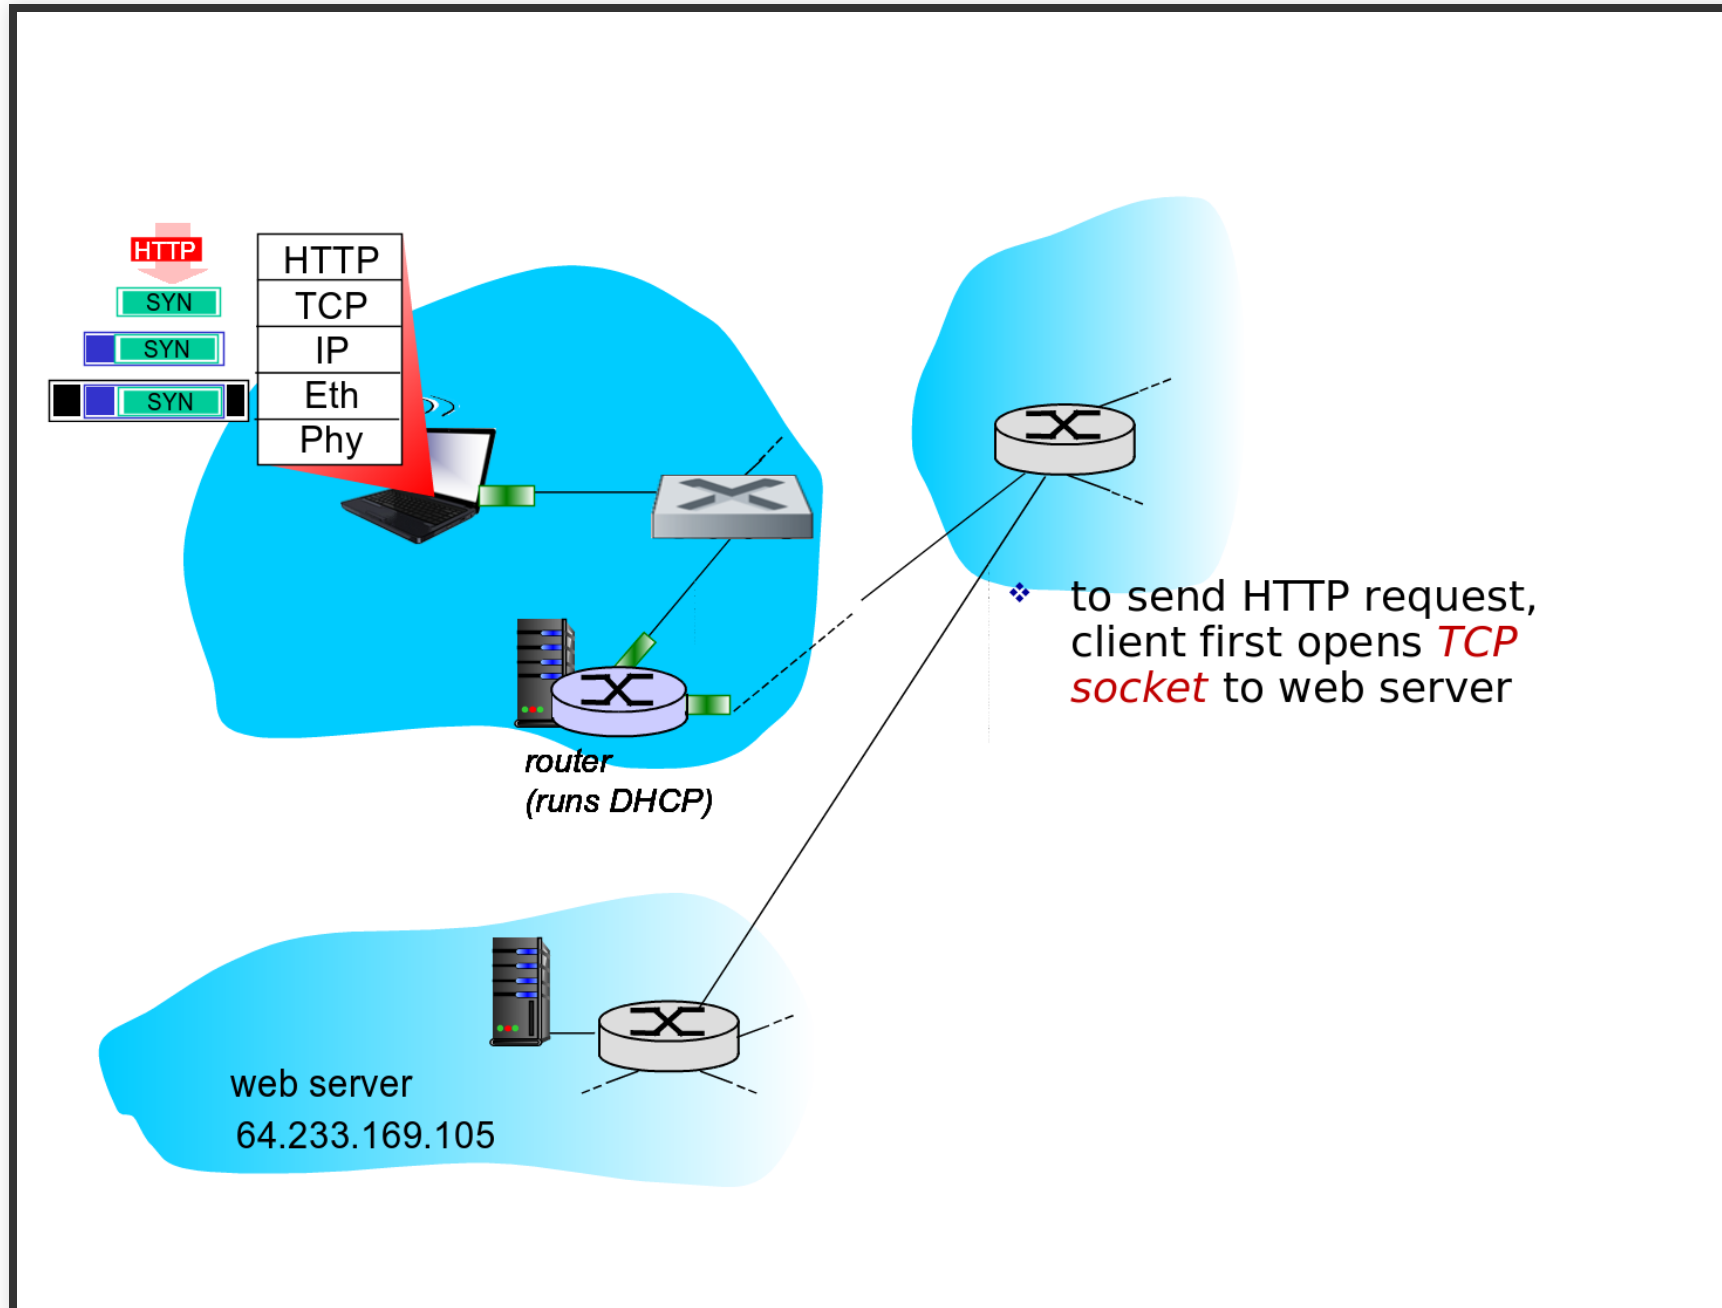 HTTP
SYN
SYN
SYN
HTTP
TCP
IP
Eth
Phy
router
(runs DHCP)
to send HTTP request,
client first opens TCP
socket to web server
web server
64.233.169.105